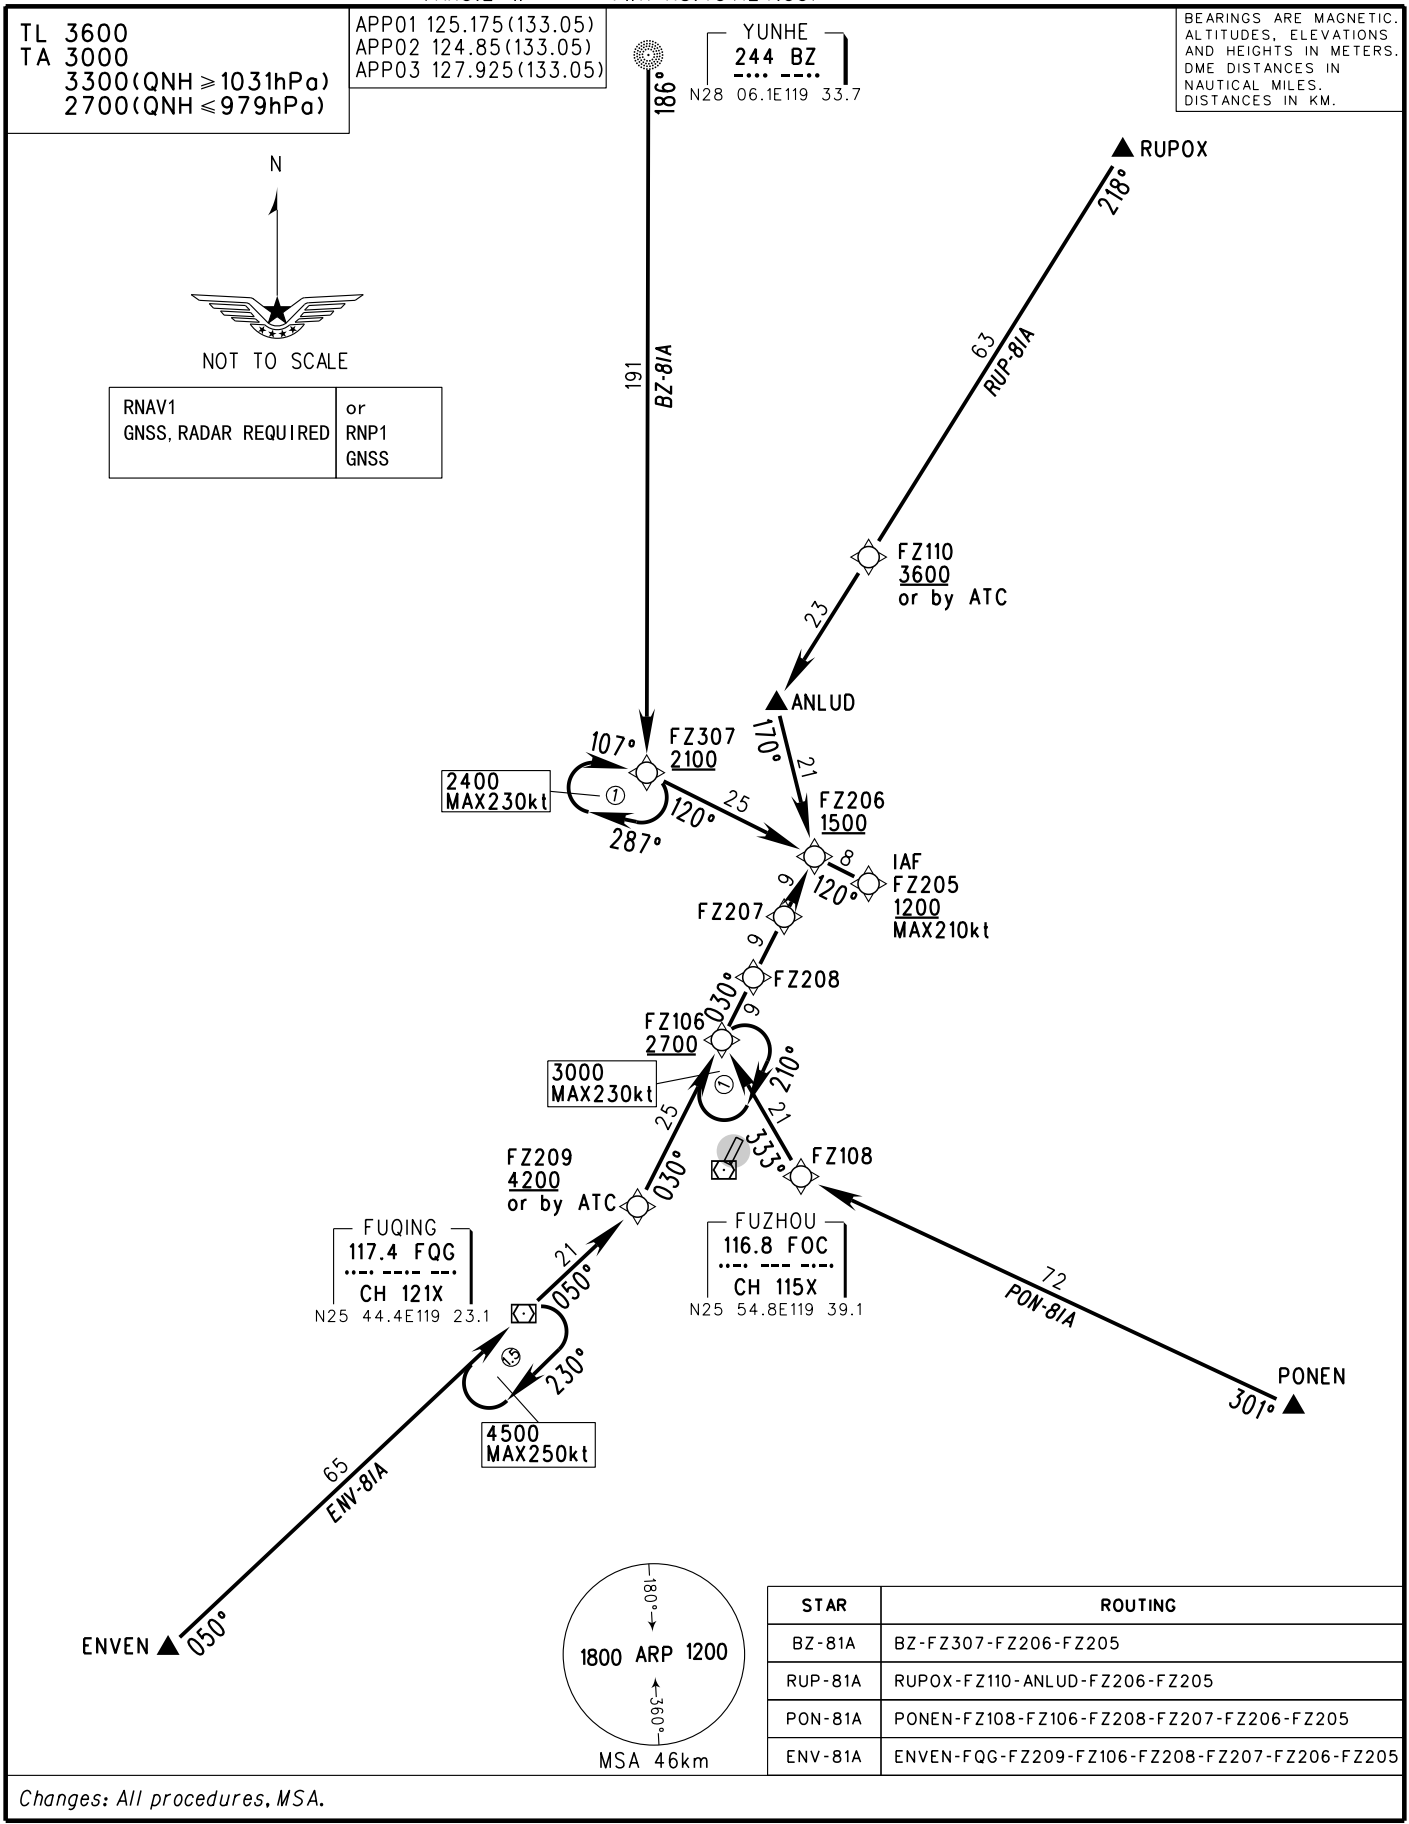 TL 3600
TA 3000
3300(QNH ≥ 1031hPa)
2700(QNH ≤ 979hPa)
APP01 125.175(133.05)
APP02 124.85(133.05)
APP03 127.925(133.05)
YUNHE
244 BZ
N28 06.1E119 33.7
BEARINGS ARE MAGNETIC.
ALTITUDES, ELEVATIONS
AND HEIGHTS IN METERS.
DME DISTANCES IN
NAUTICAL MILES.
DISTANCES IN KM.
186°
RUPOX
218°
N
NOT TO SCALE
RNAV1
GNSS, RADAR REQUIRED
or
RNP1
GNSS
191
BZ-81A
63
RUP-81A
FZ110
3600
or by ATC
23
ANLUD
170°
21
107°
FZ307
2100
2400
MAX230kt
1
287°
120°
25
FZ206
1500
8
120°
IAF
FZ205
1200
MAX210kt
9
FZ207
9
FZ208
030°
9
FZ106
2700
3000
MAX230kt
1
210°
21
25
333°
FZ108
FZ209
4200
or by ATC
030°
FUQING
117.4 FQG
CH 121X
N25 44.4E119 23.1
21
050°
FUZHOU
116.8 FOC
CH 115X
N25 54.8E119 39.1
72
PON-81A
PONEN
301°
1.5
230°
4500
MAX250kt
65
ENV-81A
ENVEN
050°
180°
1800 ARP 1200
360°
MSA 46km
STAR ROUTING
BZ-81A BZ-FZ307-FZ206-FZ205
RUP-81A RUPOX-FZ110-ANLUD-FZ206-FZ205
PON-81A PONEN-FZ108-FZ106-FZ208-FZ207-FZ206-FZ205
ENV-81A ENVEN-FQG-FZ209-FZ106-FZ208-FZ207-FZ206-FZ205
Changes: All procedures, MSA.